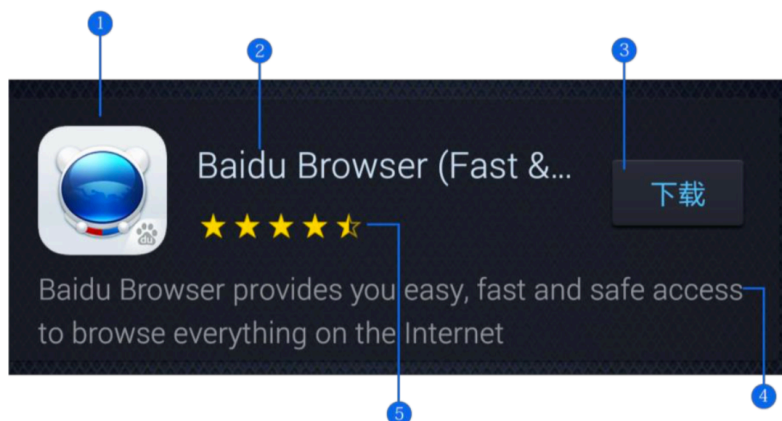 1
2
3
Baidu Browser (Fast &...
下载
du
Baidu Browser provides you easy, fast and safe access
to browse everything on the Internet
4
5